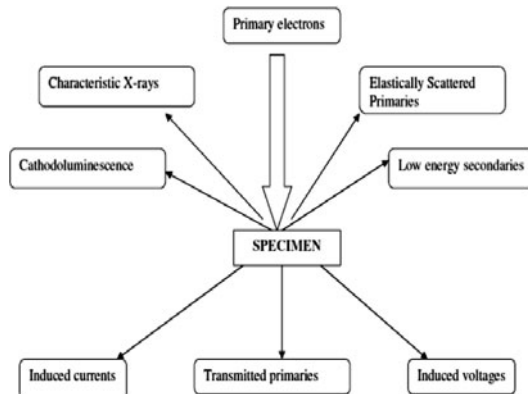 Primary electrons
Characteristic X-rays
Elastically Scattered
Primaries
Cathodoluminescence
Low energy secondaries
SPECIMEN
Induced currents
Transmitted primaries
Induced voltages